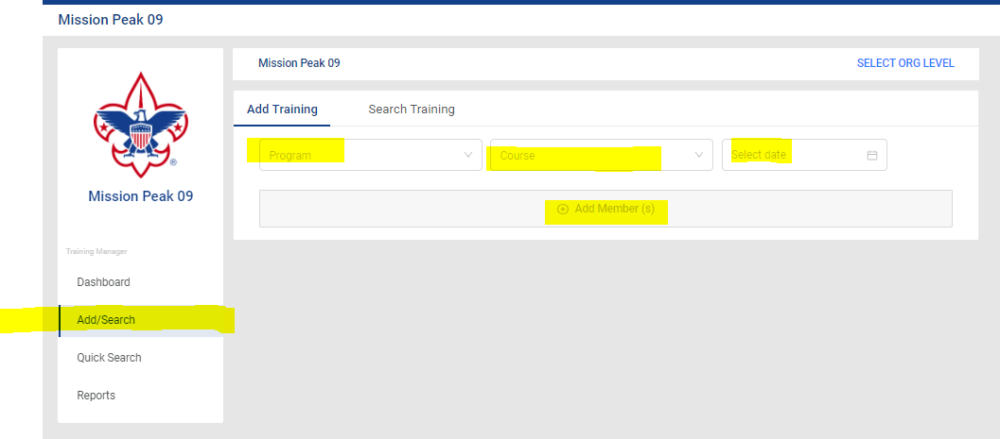 Mission Peak 09
Mission Peak 09
SELECT ORG LEVEL
Add Training
Search Training
Program
Course
Select date
Add Member (s)
®
Mission Peak 09
Training Manager
Dashboard
Add/Search
Quick Search
Reports